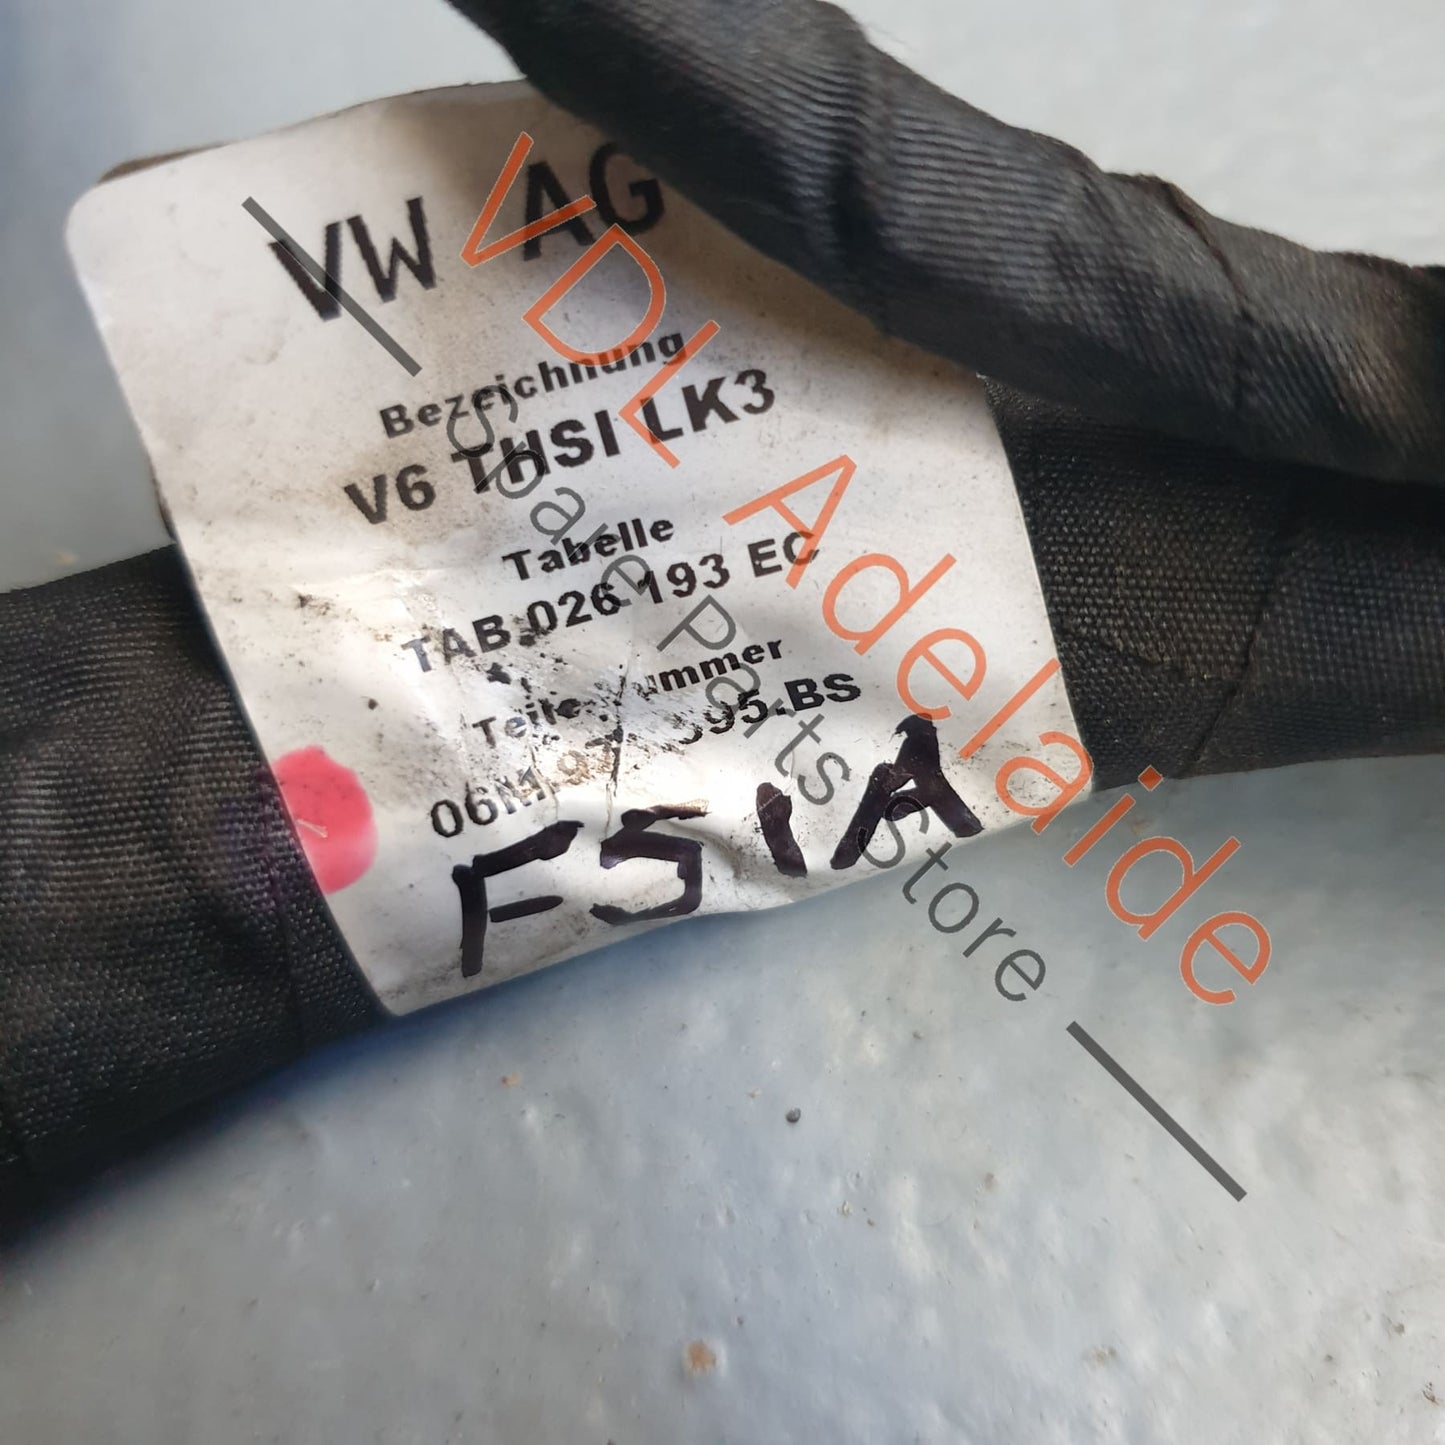 VW AG
Bezeichnung
V6 THSI LK3
Tabelle
TAB.026.193 EC
F51A
VDL Adelaide
Spare Parts Store